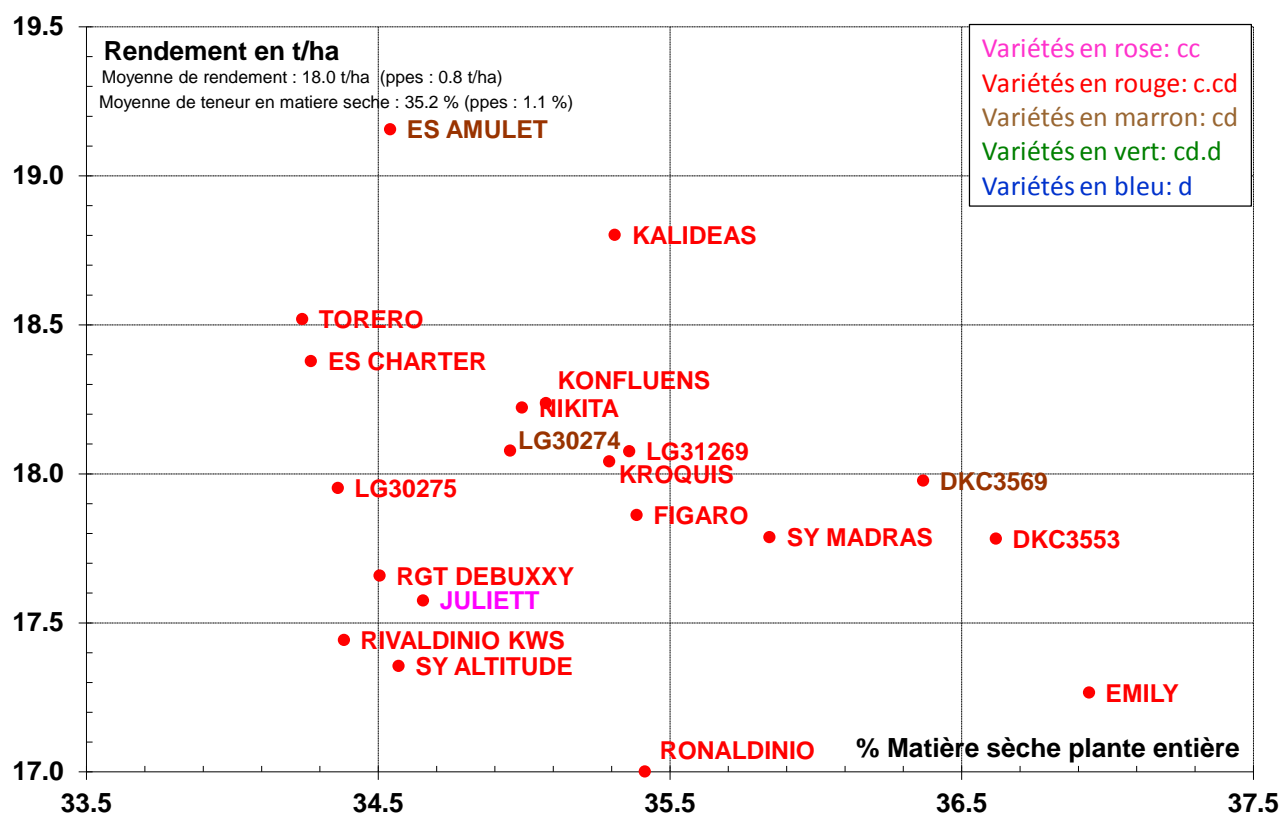 19.5
Rendement en t/ha
Moyenne de rendement : 18.0 t/ha (ppes : 0.8 t/ha)
Moyenne de teneur en matiere seche : 35.2 % (ppes : 1.1 %)
Variétés en rose: cc
Variétés en rouge: c.cd
Variétés en marron: cd
Variétés en vert: cd.d
Variétés en bleu: d
ES AMULET
19.0
KALIDEAS
18.5
TORERO
ES CHARTER
KONFLUENS
NIKITA
LG30274
LG31269
18.0
KROQUIS
DKC3569
LG30275
FIGARO
SY MADRAS
DKC3553
RGT DEBUXXY
JULIETT
17.5
RIVALDINIO KWS
SY ALTITUDE
EMILY
RONALDINIO
% Matière sèche plante entière
17.0
33.5 34.5 35.5 36.5 37.5